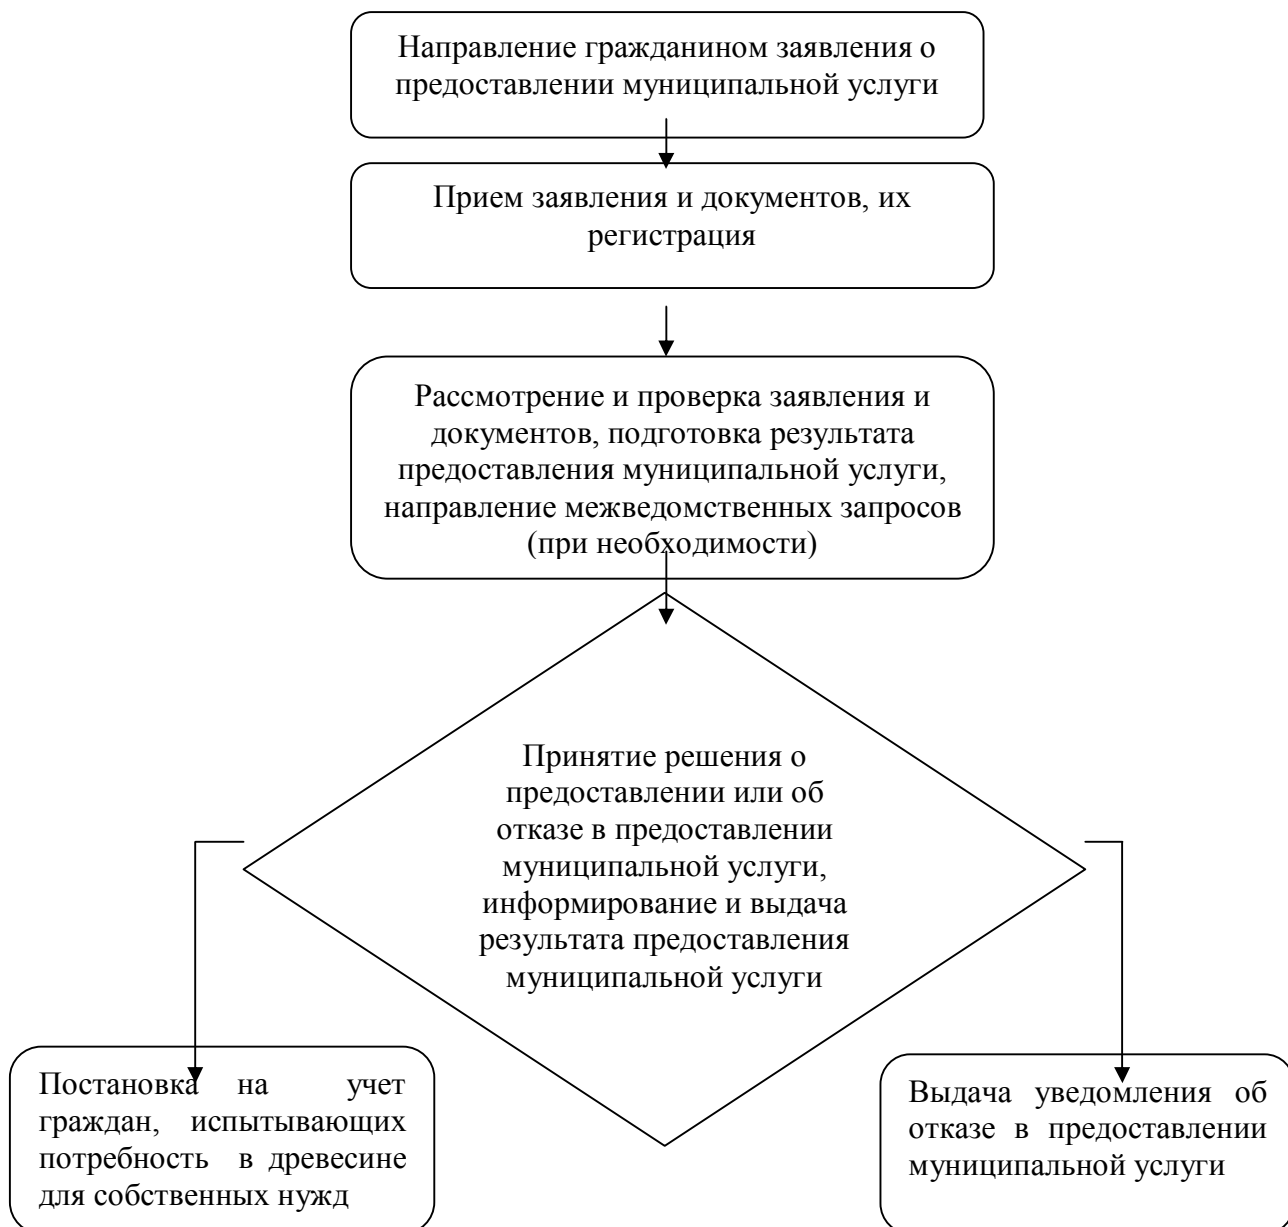 Направление гражданином заявления о
предоставлении муниципальной услуги
Прием заявления и документов, их
регистрация
Рассмотрение и проверка заявления и
документов, подготовка результата
предоставления муниципальной услуги,
направление межведомственных запросов
(при необходимости)
Принятие решения о
предоставлении или об
отказе в предоставлении
муниципальной услуги,
информирование и выдача
результата предоставления
муниципальной услуги
Постановка на учет
граждан, испытывающих
потребность в древесине
для собственных нужд
Выдача уведомления об
отказе в предоставлении
муниципальной услуги